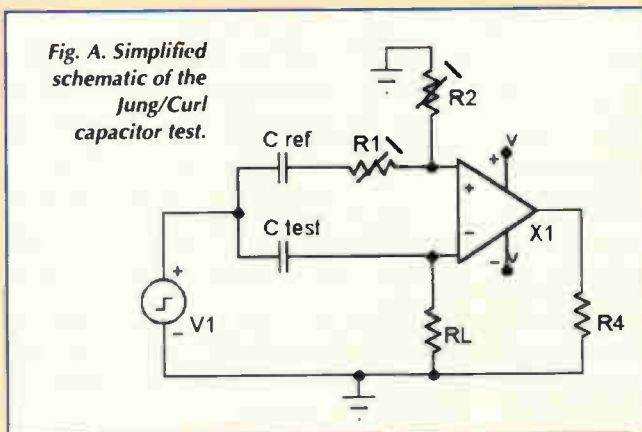 Fig. A. Simplified
schematic of the
Jung/Curl
capacitor test.
R2
C ref
R1
+
V
+
C test
-
X1
-
V
+
V1
-
RL
R4